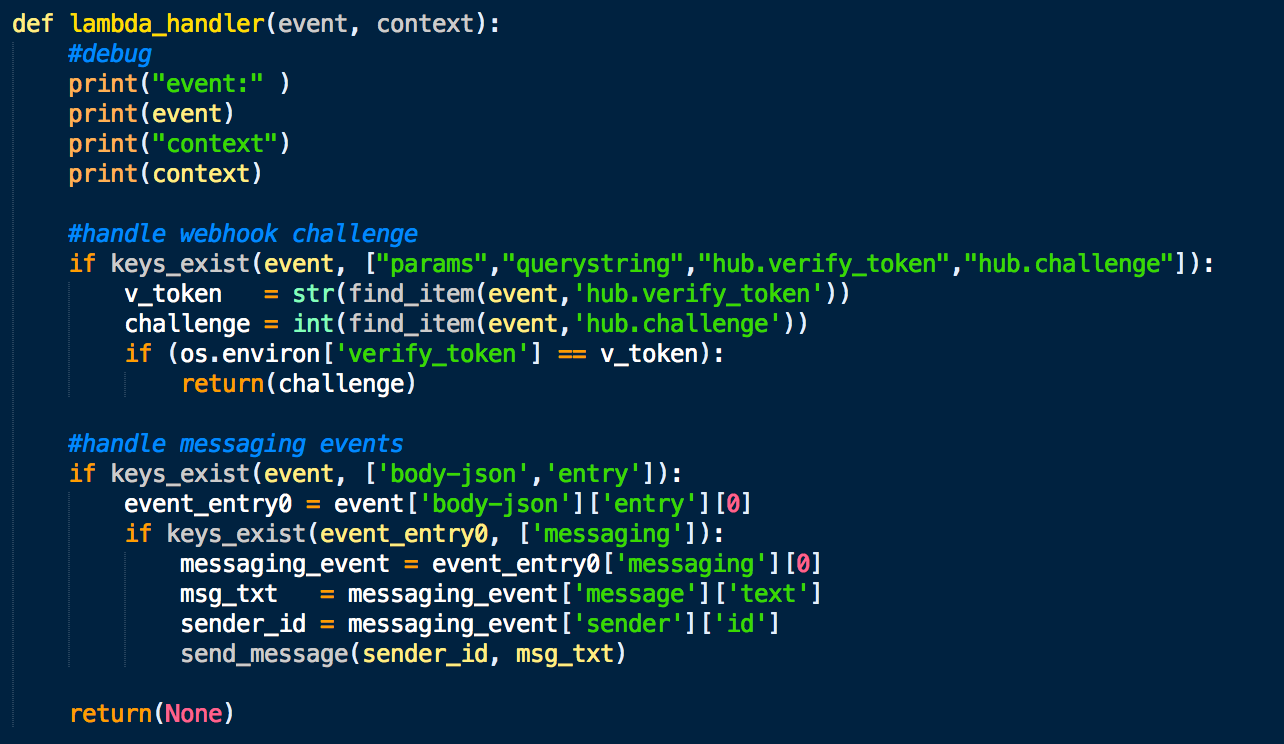 def lambda_handler(event, context):
    #debug
    print("event:" )
    print(event)
    print("context")
    print(context)

    #handle webhook challenge
    if keys_exist(event, ["params","querystring","hub.verify_token","hub.challenge"]):
        v_token   = str(find_item(event,'hub.verify_token'))
        challenge = int(find_item(event,'hub.challenge'))
        if (os.environ['verify_token'] == v_token):
            return(challenge)

    #handle messaging events
    if keys_exist(event, ['body-json','entry']):
        event_entry0 = event['body-json']['entry'][0]
        if keys_exist(event_entry0, ['messaging']):
            messaging_event = event_entry0['messaging'][0]
            msg_txt   = messaging_event['message']['text']
            sender_id = messaging_event['sender']['id']
            send_message(sender_id, msg_txt)

    return(None)